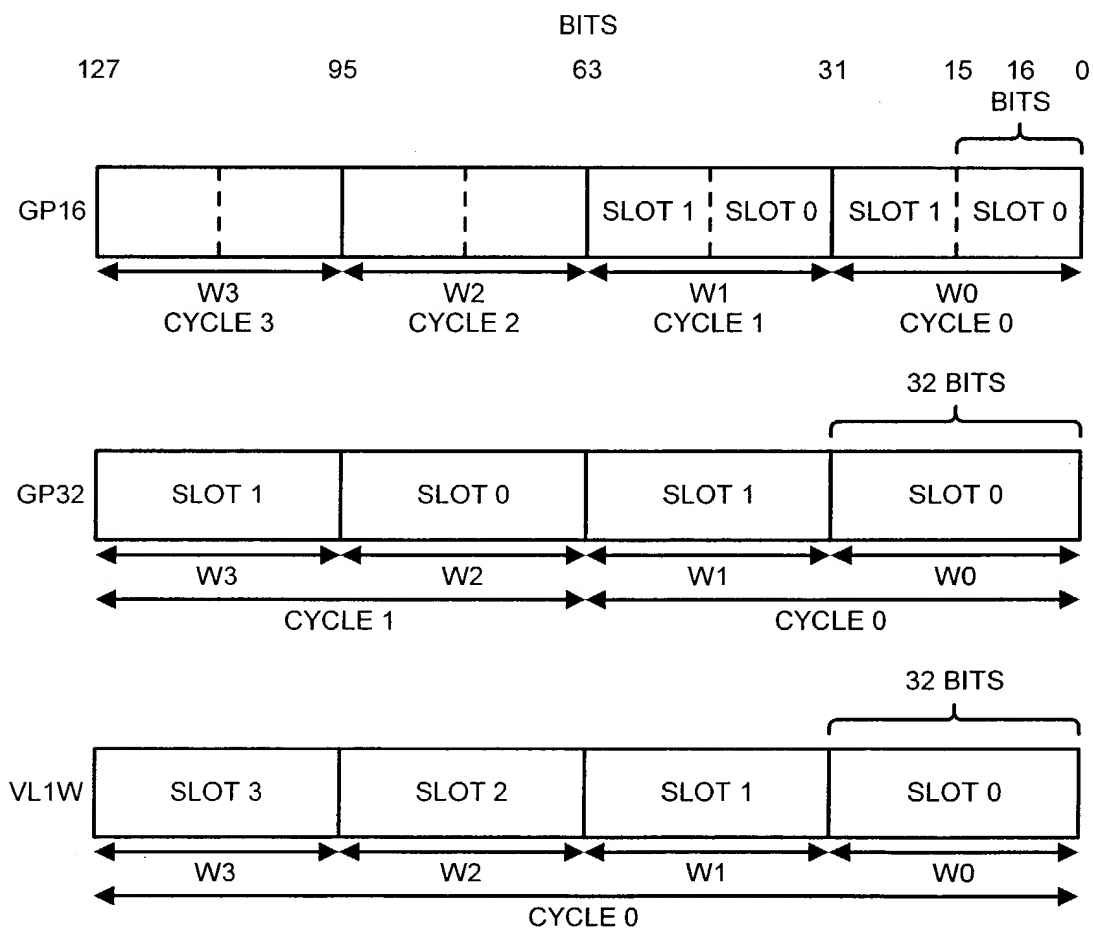 BITS
127 95 63 31 15 16 0
BITS
GP16 SLOT 1 SLOT 0 SLOT 1 SLOT 0
W3 W2 W1 W0
CYCLE 3 CYCLE 2 CYCLE 1 CYCLE 0
32 BITS
GP32 SLOT 1 SLOT 0 SLOT 1 SLOT 0
W3 W2 W1 W0
CYCLE 1 CYCLE 0
32 BITS
VL1W SLOT 3 SLOT 2 SLOT 1 SLOT 0
W3 W2 W1 W0
CYCLE 0